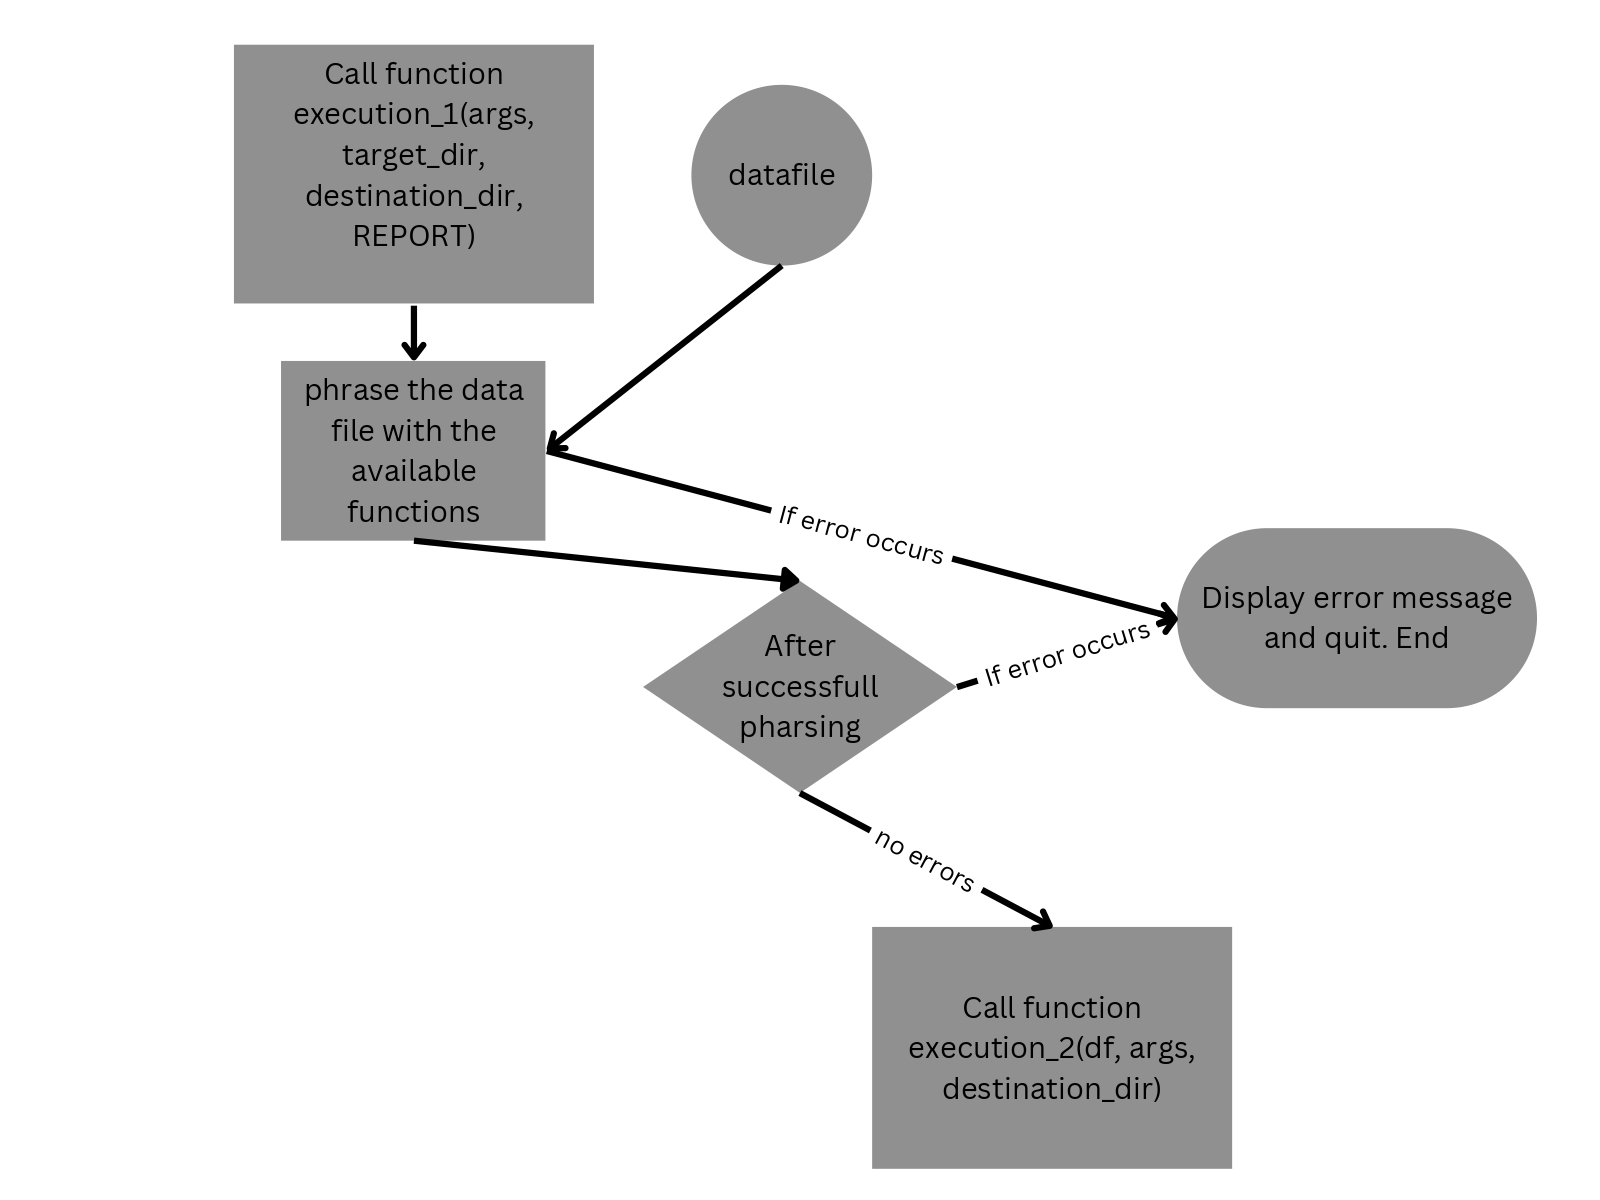 Call function
execution_1(args,
target_dir,
destination_dir,
REPORT)
datafile
phrase the data
file with the
available
functions
If error occurs
Display error message
and quit. End
After
successfull
pharsing
If error occurs
no errors
Call function
execution_2(df, args,
destination_dir)